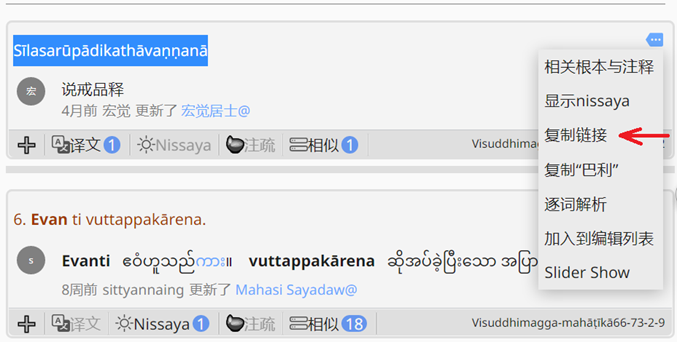 Sīlasarūpādikathāvaṇṇanā
宏
说戒品释
4月前 宏觉 更新了 宏觉居士@
译文 1 Nissaya 注疏 相似 1
Visuddhimag
2
相关根本与注释
显示nissaya
复制链接
复制“巴利”
逐词解析
加入到编辑列表
Slider Show
6. Evan ti vuttappakārena.
s
Evanti ဧဝံဟူသည်ကား။ vuttappakārena ဆိုအပ်ခဲ့ပြီးသော အပြာ
8周前 sittyannaing 更新了 Mahasi Sayadaw@
译文 Nissaya 1 注疏 相似 18
Visuddhimagga-mahāṭīkā66-73-2-9